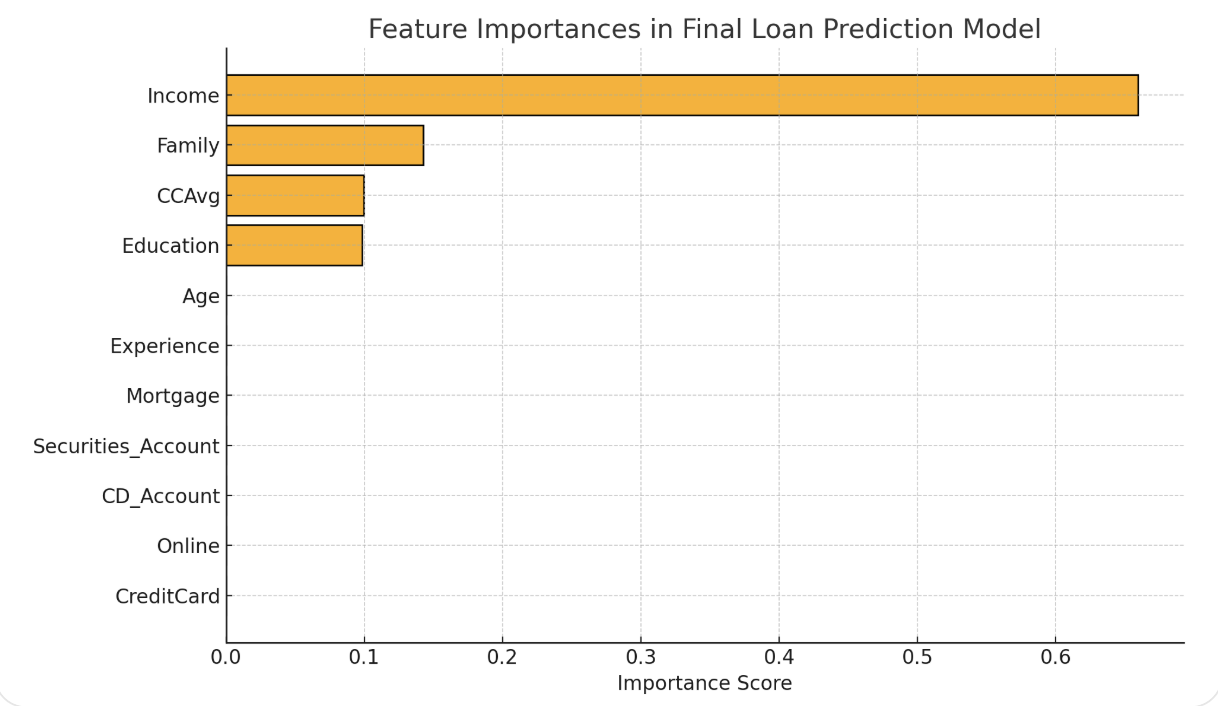 Feature Importances in Final Loan Prediction Model
Income
Family
CCAvg
Education
Age
Experience
Mortgage
Securities_Account
CD_Account
Online
CreditCard
0.0 0.1 0.2 0.3 0.4 0.5 0.6
Importance Score